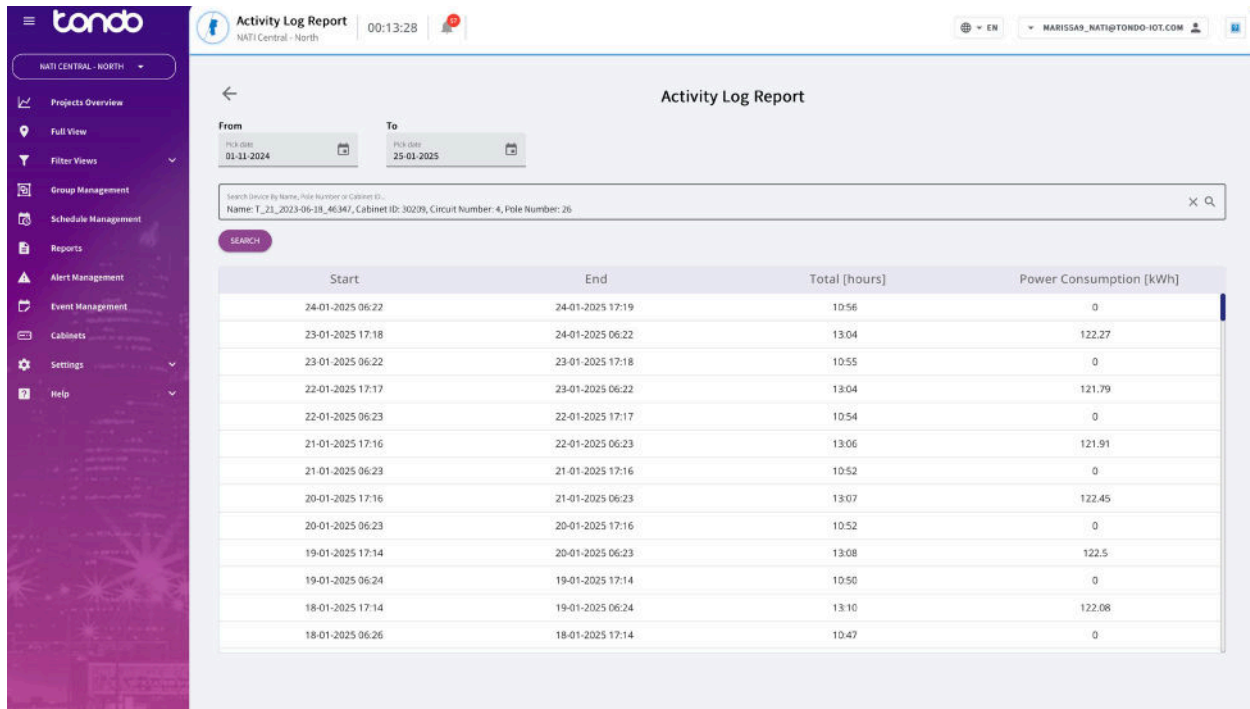 tondo
Activity Log Report
NATI Central - North
00:13:28
57
EN
MARISSA9_NATI@TONDO-IOT.COM
NATI CENTRAL - NORTH
Projects Overview
Full View
Filter Views
Group Management
Schedule Management
Reports
Alert Management
Event Management
Cabinets
Settings
Help
Activity Log Report
From To
Pick date Pick date
01-11-2024 25-01-2025
Search Device By Name, Pole Number or Cabinet ID...
Name: T_21_2023-06-18_46347, Cabinet ID: 30209, Circuit Number: 4, Pole Number: 26
SEARCH
Start End Total [hours] Power Consumption [kWh]
24-01-2025 06:22 24-01-2025 17:19 10:56 0
23-01-2025 17:18 24-01-2025 06:22 13:04 122.27
23-01-2025 06:22 23-01-2025 17:18 10:55 0
22-01-2025 17:17 23-01-2025 06:22 13:04 121.79
22-01-2025 06:23 22-01-2025 17:17 10:54 0
21-01-2025 17:16 22-01-2025 06:23 13:06 121.91
21-01-2025 06:23 21-01-2025 17:16 10:52 0
20-01-2025 17:16 21-01-2025 06:23 13:07 122.45
20-01-2025 06:23 20-01-2025 17:16 10:52 0
19-01-2025 17:14 20-01-2025 06:23 13:08 122.5
19-01-2025 06:24 19-01-2025 17:14 10:50 0
18-01-2025 17:14 19-01-2025 06:24 13:10 122.08
18-01-2025 06:26 18-01-2025 17:14 10:47 0